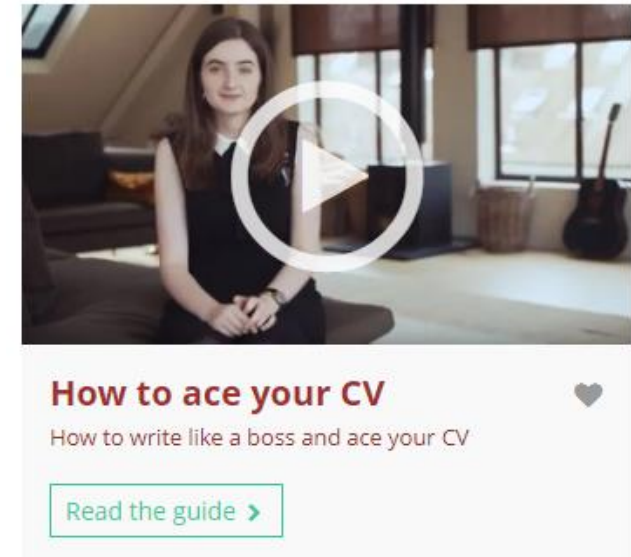 How to ace your CV
How to write like a boss and ace your CV
Read the guide